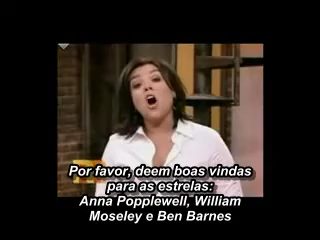 Por favor, deem boas vindas
para as estrelas:
Anna Popplewell, William
Moseley e Ben Barnes